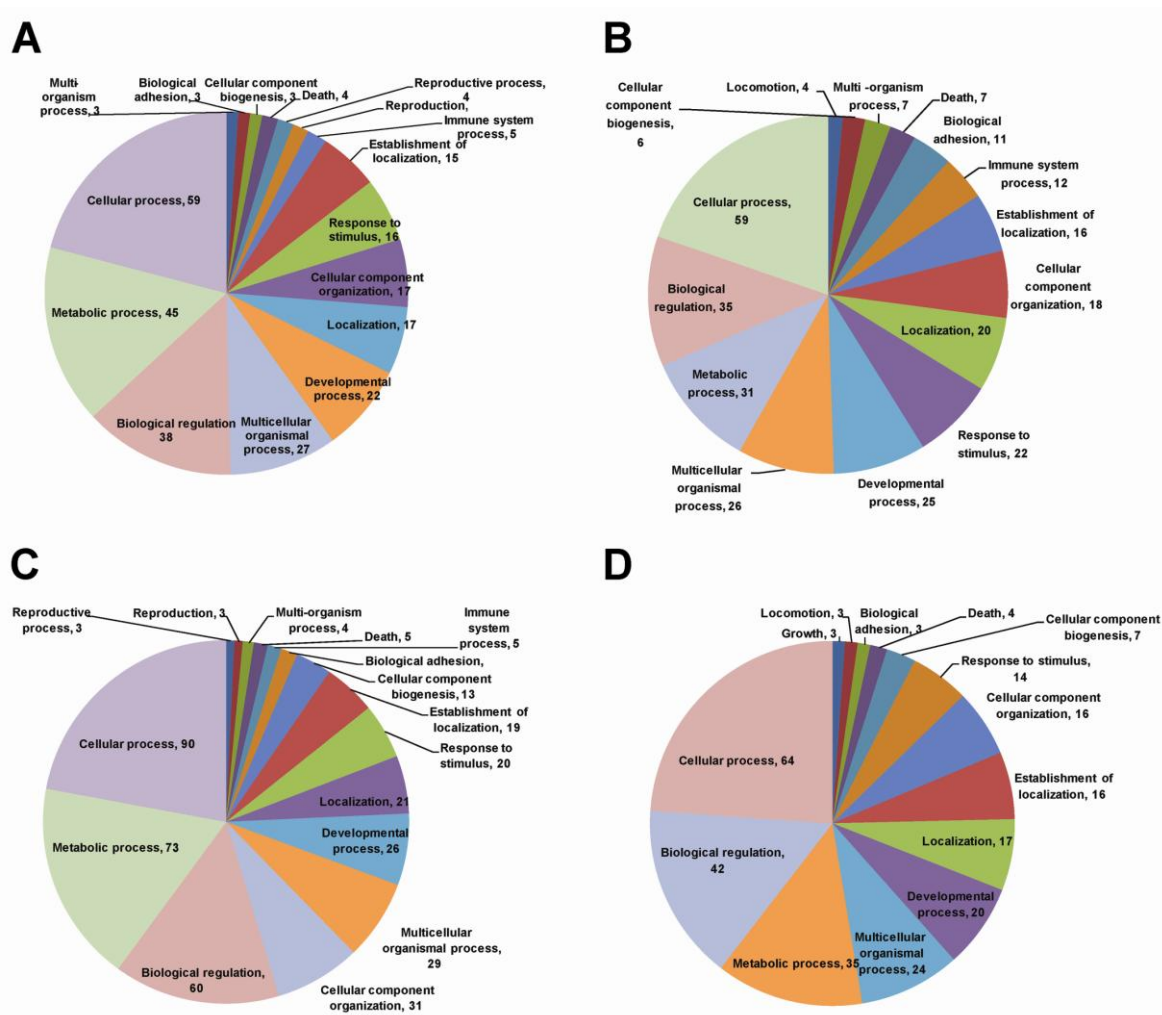 A
Multi-
organism
process, 3
Biological
adhesion, 3
Cellular component
biogenesis, 3
Death, 4
Reproductive process,
4
Reproduction,
Immune system
process, 5
Establishment of
localization, 15
Response to
stimulus, 16
Cellular component
organization, 17
Localization, 17
Developmental
process, 22
Multicellular
organismal
process, 27
Biological regulation
38
Metabolic process, 45
Cellular process, 59
B
Cellular
component
biogenesis,
6
Locomotion, 4
Multi -organism
process, 7
Death, 7
Biological
adhesion, 11
Immune system
process, 12
Establishment of
localization, 16
Cellular
component
organization, 18
Localization, 20
Response to
stimulus, 22
Developmental
process, 25
Multicellular
organismal
process, 26
Metabolic
process, 31
Biological
regulation, 35
Cellular process,
59
C
Reproductive
process, 3
Reproduction, 3
Multi-organism
process, 4
Death, 5
Immune
system
process, 5
Biological adhesion,
Cellular component
biogenesis, 13
Establishment of
localization, 19
Response to
stimulus, 20
Localization, 21
Developmental
process, 26
Multicellular
organismal process,
29
Cellular component
organization, 31
Biological regulation,
60
Metabolic process, 73
Cellular process, 90
D
Locomotion, 3
Growth, 3
Biological
adhesion, 3
Death, 4
Cellular component
biogenesis, 7
Response to stimulus,
14
Cellular component
organization, 16
Establishment of
localization, 16
Localization, 17
Developmental
process, 20
Multicellular
organismal
process, 24
Metabolic process, 35
Biological regulation,
42
Cellular process, 64